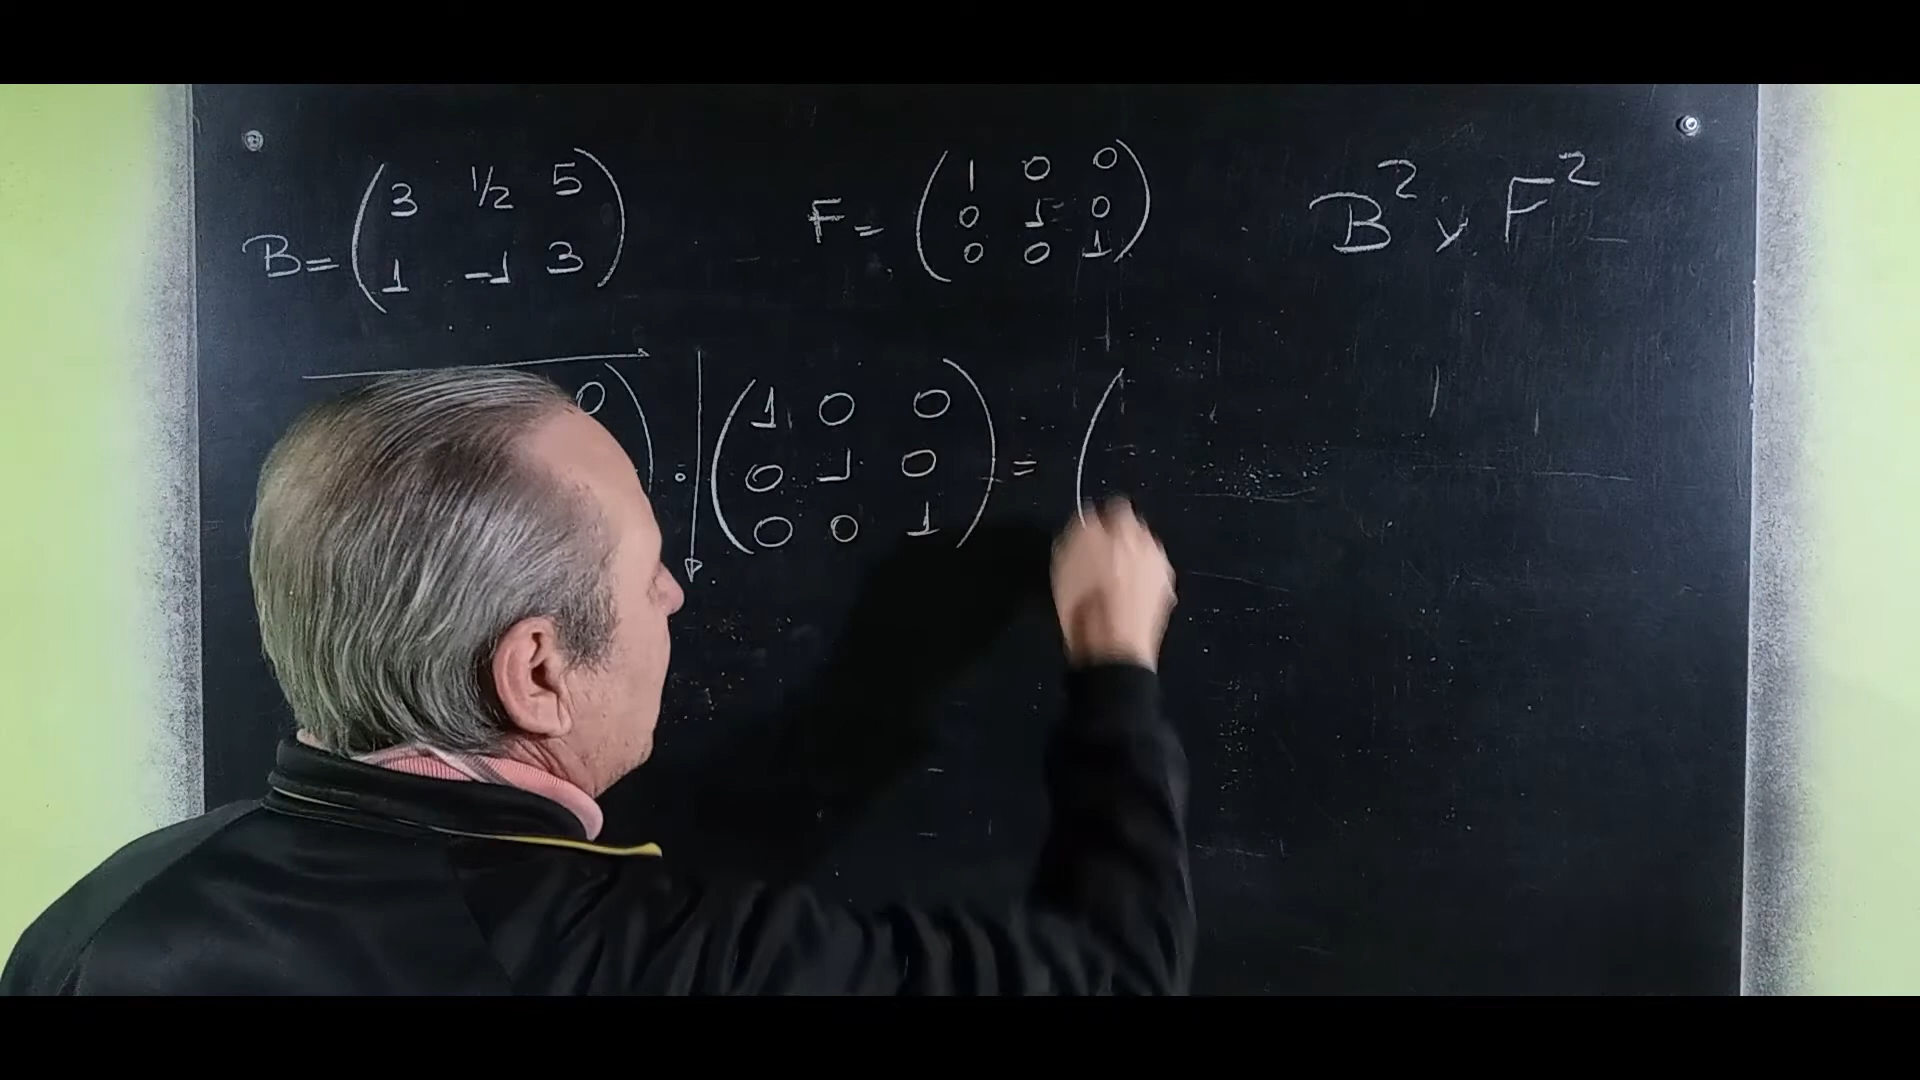 B = ( 3 1/2 5
1 -1 3 )
F = ( 1 0 0
0 1 0
0 0 1 )
B² y F²
0 ) · ( 1 0 0
0 1 0
0 0 1 ) = (